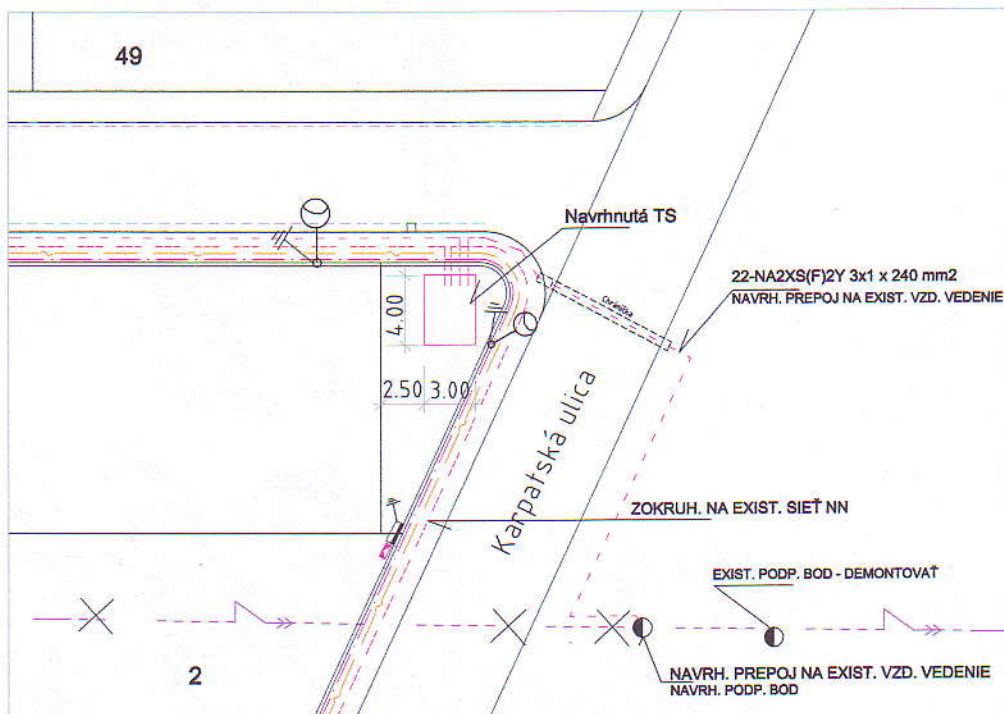 49
Navrhnutá TS
22-NA2XS(F)2Y 3x1 x 240 mm2
NAVRH. PREPOJ NA EXIST. VZD. VEDENIE
Chránička
4.00
2.50 3.00
Karpatská ulica
ZOKRUH. NA EXIST. SIEŤ NN
EXIST. PODP. BOD - DEMONTOVAŤ
NAVRH. PREPOJ NA EXIST. VZD. VEDENIE
NAVRH. PODP. BOD
2